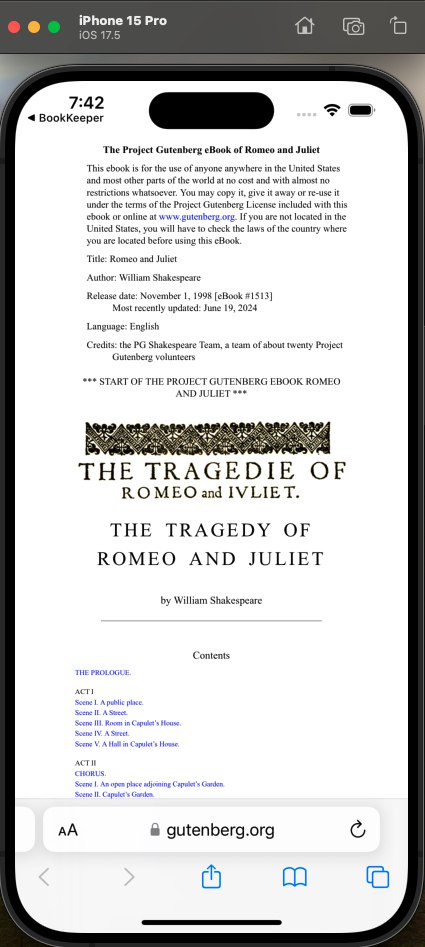 iPhone 15 Pro
iOS 17.5
7:42
◀ BookKeeper
The Project Gutenberg eBook of Romeo and Juliet
This ebook is for the use of anyone anywhere in the United States
and most other parts of the world at no cost and with almost no
restrictions whatsoever. You may copy it, give it away or re-use it
under the terms of the Project Gutenberg License included with this
ebook or online at www.gutenberg.org. If you are not located in the
United States, you will have to check the laws of the country where
you are located before using this eBook.
Title: Romeo and Juliet
Author: William Shakespeare
Release date: November 1, 1998 [eBook #1513]
Most recently updated: June 19, 2024
Language: English
Credits: the PG Shakespeare Team, a team of about twenty Project
Gutenberg volunteers
*** START OF THE PROJECT GUTENBERG EBOOK ROMEO
AND JULIET ***
THE TRAGEDIE OF
ROMEO and IVLIET.
THE TRAGEDY OF
ROMEO AND JULIET
by William Shakespeare
Contents
THE PROLOGUE.
ACT I
Scene I. A public place.
Scene II. A Street.
Scene III. Room in Capulet’s House.
Scene IV. A Street.
Scene V. A Hall in Capulet’s House.
ACT II
CHORUS.
Scene I. An open place adjoining Capulet’s Garden.
Scene II. Capulet’s Garden.
AA gutenberg.org